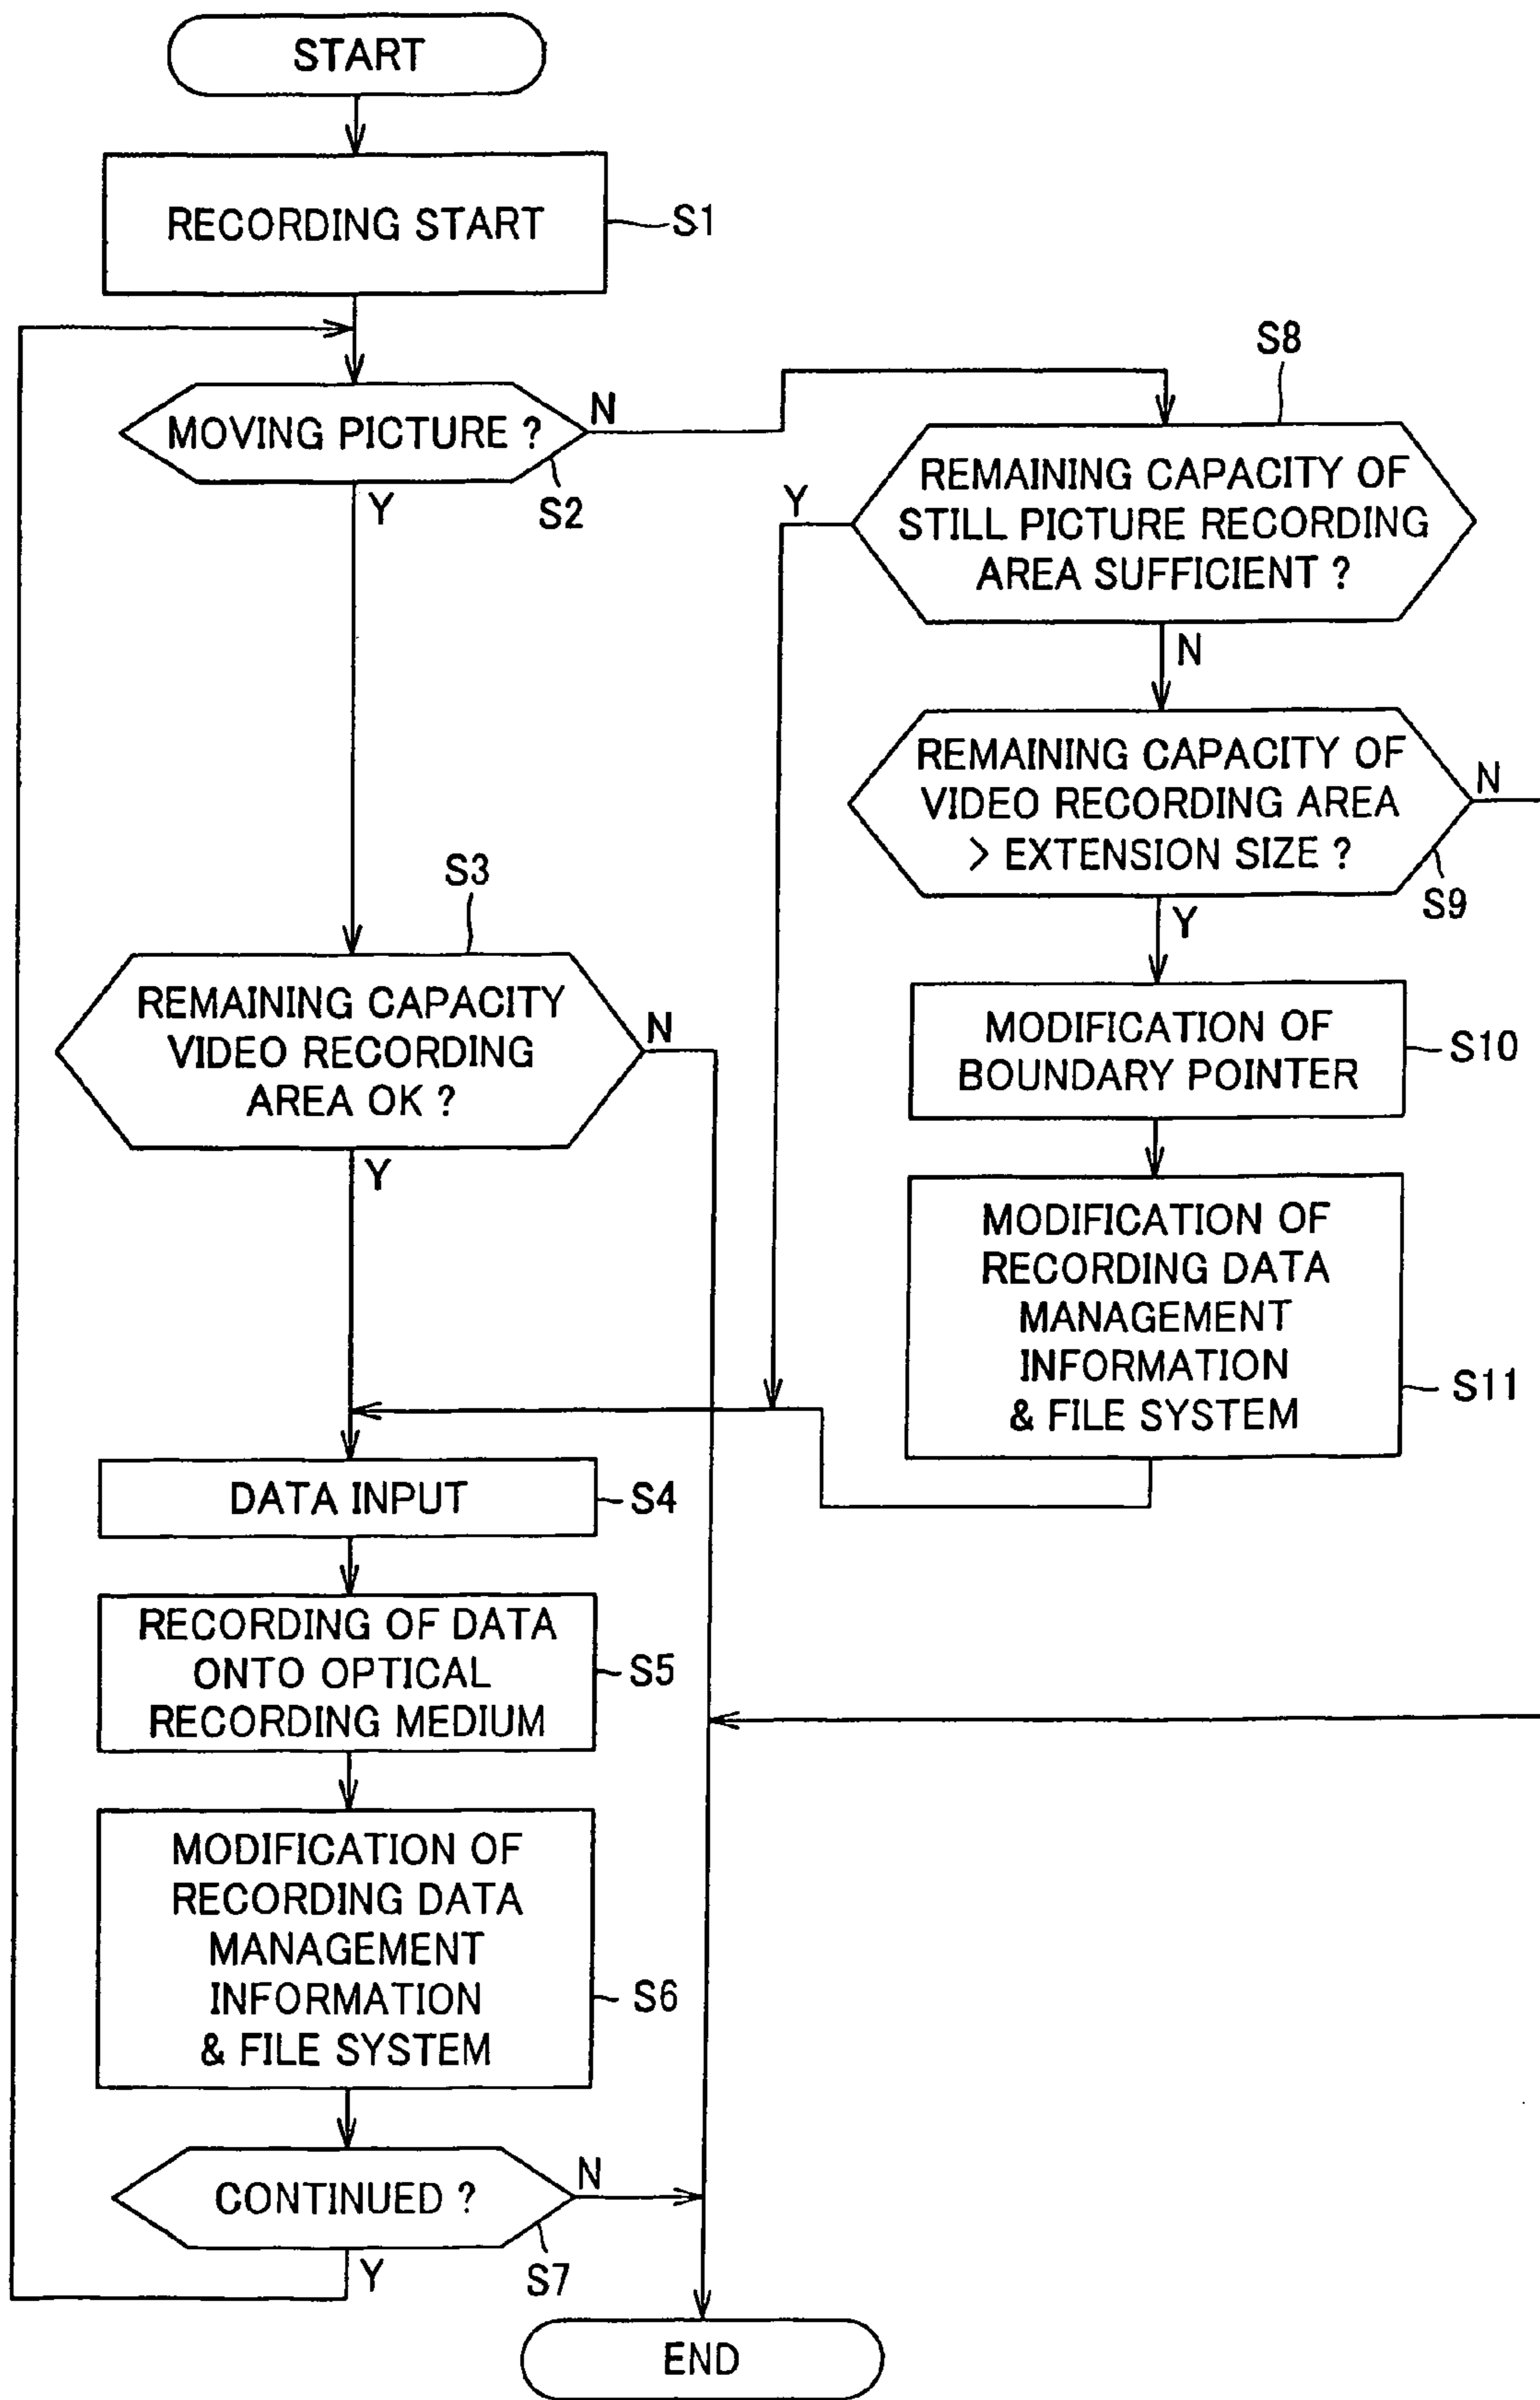 START
RECORDING START
S1
MOVING PICTURE ?
N
S2
Y
S8
REMAINING CAPACITY OF
STILL PICTURE RECORDING
AREA SUFFICIENT ?
Y
N
REMAINING CAPACITY OF
VIDEO RECORDING AREA
> EXTENSION SIZE ?
N
S9
Y
S3
REMAINING CAPACITY
VIDEO RECORDING
AREA OK ?
N
Y
MODIFICATION OF
BOUNDARY POINTER
S10
MODIFICATION OF
RECORDING DATA
MANAGEMENT
INFORMATION
& FILE SYSTEM
S11
DATA INPUT
S4
RECORDING OF DATA
ONTO OPTICAL
RECORDING MEDIUM
S5
MODIFICATION OF
RECORDING DATA
MANAGEMENT
INFORMATION
& FILE SYSTEM
S6
CONTINUED ?
N
S7
Y
END